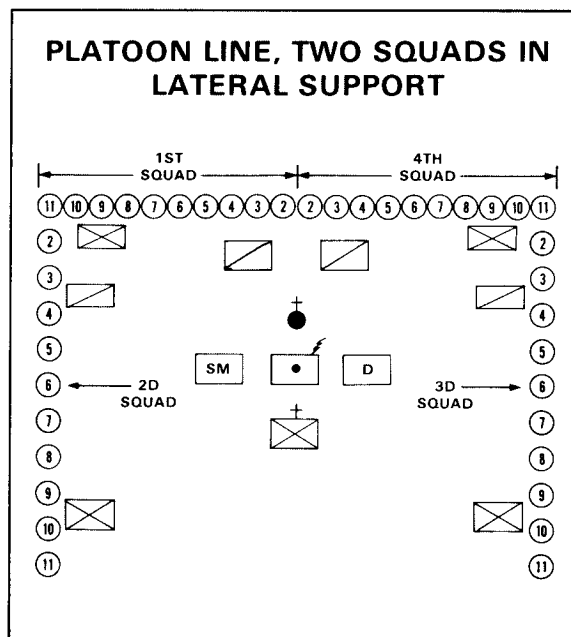 PLATOON LINE, TWO SQUADS IN
LATERAL SUPPORT
1ST
SQUAD
4TH
SQUAD
11 10 9 8 7 6 5 4 3 2 2 3 4 5 6 7 8 9 10 11
2 2
3 3
4 4
5 5
SM D
6 2D SQUAD 3D SQUAD 6
7 7
8 8
9 9
10 10
11 11